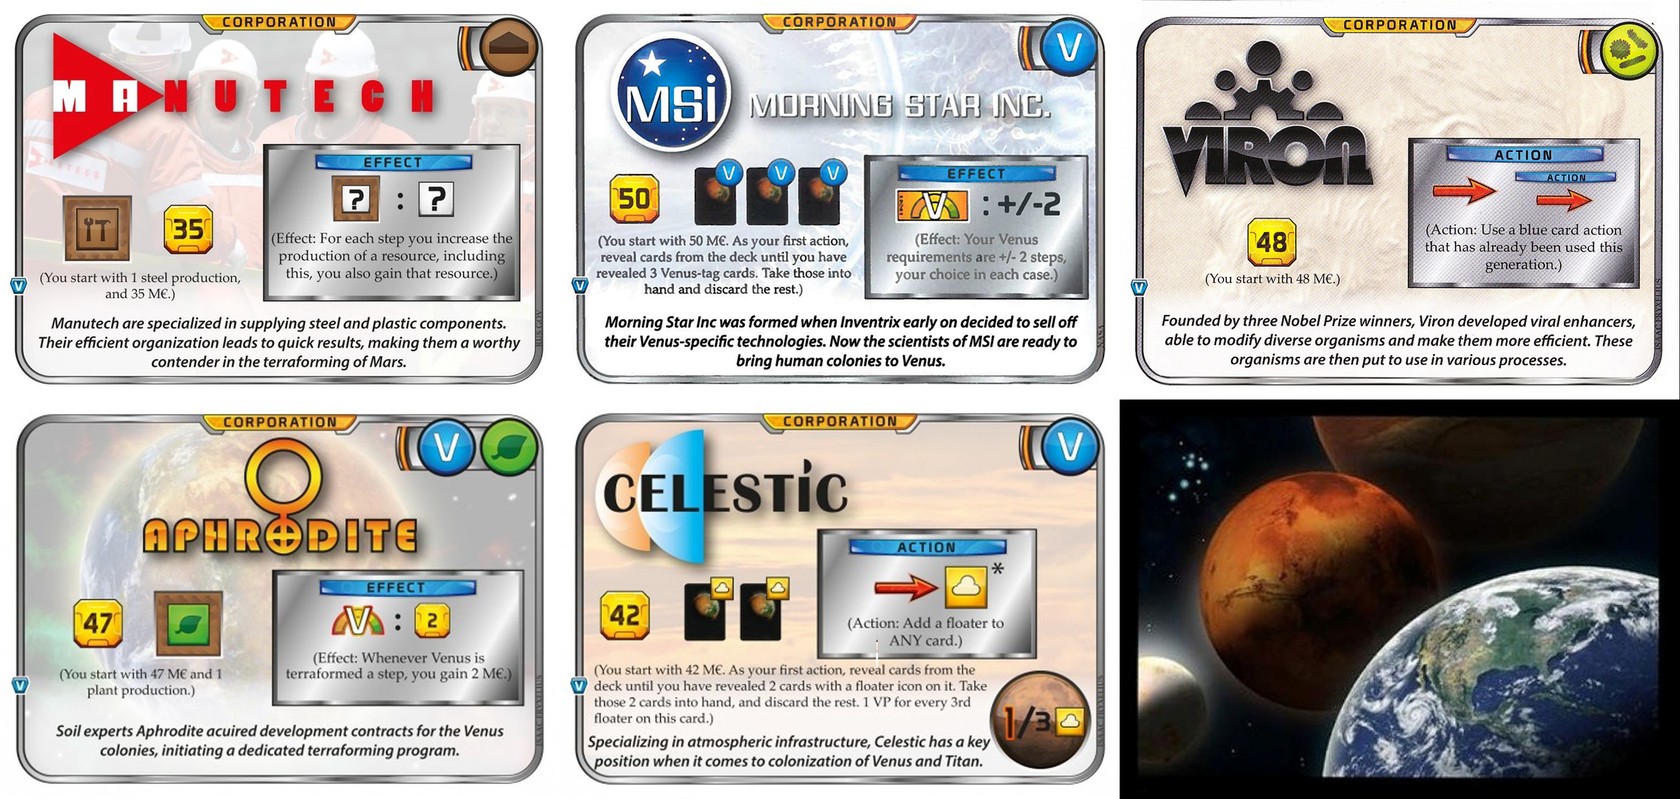 CORPORATION
MANUTECH
EFFECT
? : ?
35
(Effect: For each step you increase the
production of a resource, including
this, you also gain that resource.)
(You start with 1 steel production,
and 35 M€.)
Manutech are specialized in supplying steel and plastic components.
Their efficient organization leads to quick results, making them a worthy
contender in the terraforming of Mars.
CORPORATION
V
MSi
MORNING STAR INC.
50
V V V
EFFECT
V : +/-2
(You start with 50 M€. As your first action,
reveal cards from the deck until you have
revealed 3 Venus-tag cards. Take those into
hand and discard the rest.)
(Effect: Your Venus
requirements are +/- 2 steps,
your choice in each case.)
Morning Star Inc was formed when Inventrix early on decided to sell off
their Venus-specific technologies. Now the scientists of MSI are ready to
bring human colonies to Venus.
CORPORATION
VIRON
ACTION
ACTION
48
(You start with 48 M€.)
(Action: Use a blue card action
that has already been used this
generation.)
Founded by three Nobel Prize winners, Viron developed viral enhancers,
able to modify diverse organisms and make them more efficient. These
organisms are then put to use in various processes.
CORPORATION
V
APHRODITE
47
EFFECT
V : 2
(You start with 47 M€ and 1
plant production.)
(Effect: Whenever Venus is
terraformed a step, you gain 2 M€.)
Soil experts Aphrodite acuired development contracts for the Venus
colonies, initiating a dedicated terraforming program.
CORPORATION
V
CELESTIC
42
ACTION
*
(Action: Add a floater to
ANY card.)
(You start with 42 M€. As your first action, reveal cards from the
deck until you have revealed 2 cards with a floater icon on it. Take
those 2 cards into hand, and discard the rest. 1 VP for every 3rd
floater on this card.)
1/3
Specializing in atmospheric infrastructure, Celestic has a key
position when it comes to colonization of Venus and Titan.